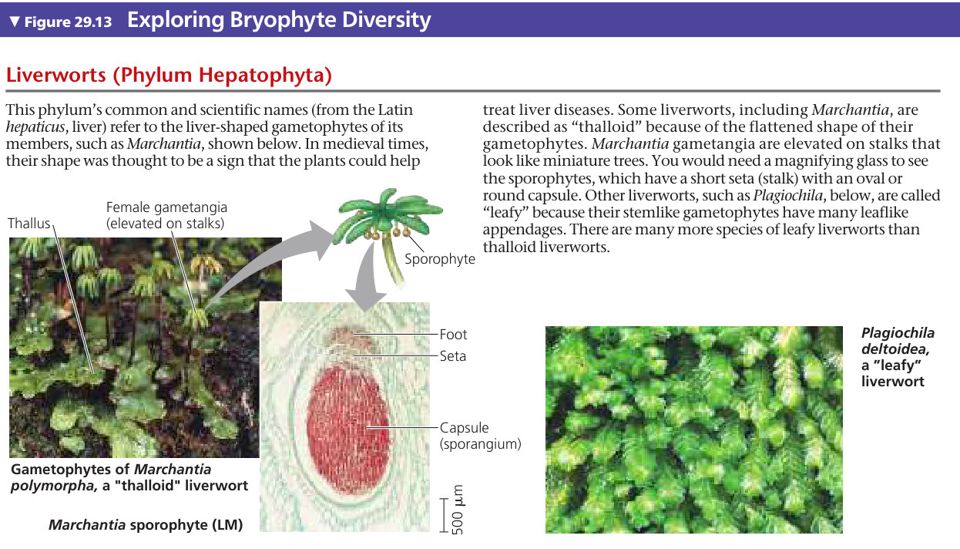 ▼ Figure 29.13 Exploring Bryophyte Diversity
Liverworts (Phylum Hepatophyta)
This phylum's common and scientific names (from the Latin
hepaticus, liver) refer to the liver-shaped gametophytes of its
members, such as Marchantia, shown below. In medieval times,
their shape was thought to be a sign that the plants could help
treat liver diseases. Some liverworts, including Marchantia, are
described as “thalloid” because of the flattened shape of their
gametophytes. Marchantia gametangia are elevated on stalks that
look like miniature trees. You would need a magnifying glass to see
the sporophytes, which have a short seta (stalk) with an oval or
round capsule. Other liverworts, such as Plagiochila, below, are called
“leafy” because their stemlike gametophytes have many leaflike
appendages. There are many more species of leafy liverworts than
thalloid liverworts.
Thallus
Female gametangia
(elevated on stalks)
Sporophyte
Foot
Seta
Capsule
(sporangium)
500 µm
Gametophytes of Marchantia
polymorpha, a "thalloid" liverwort
Marchantia sporophyte (LM)
Plagiochila
deltoidea,
a "leafy"
liverwort